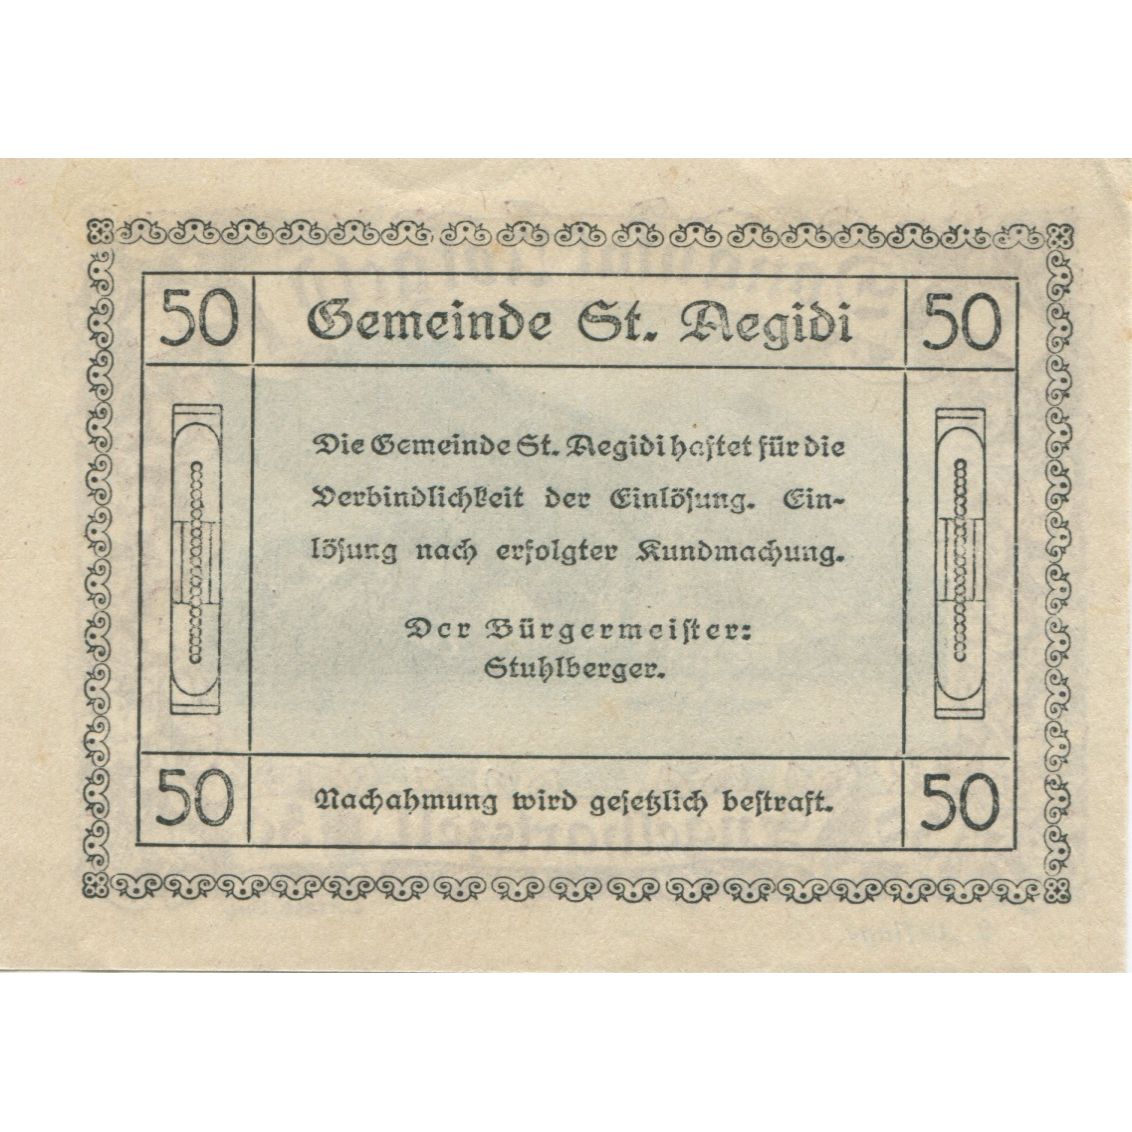 50 Gemeinde St. Aegidi 50
Die Gemeinde St. Aegidi haftet für die
Verbindlichkeit der Einlösung. Ein-
lösung nach erfolgter Kundmachung.
Der Bürgermeister:
Stuhlberger.
50 Nachahmung wird gesetzlich bestraft. 50